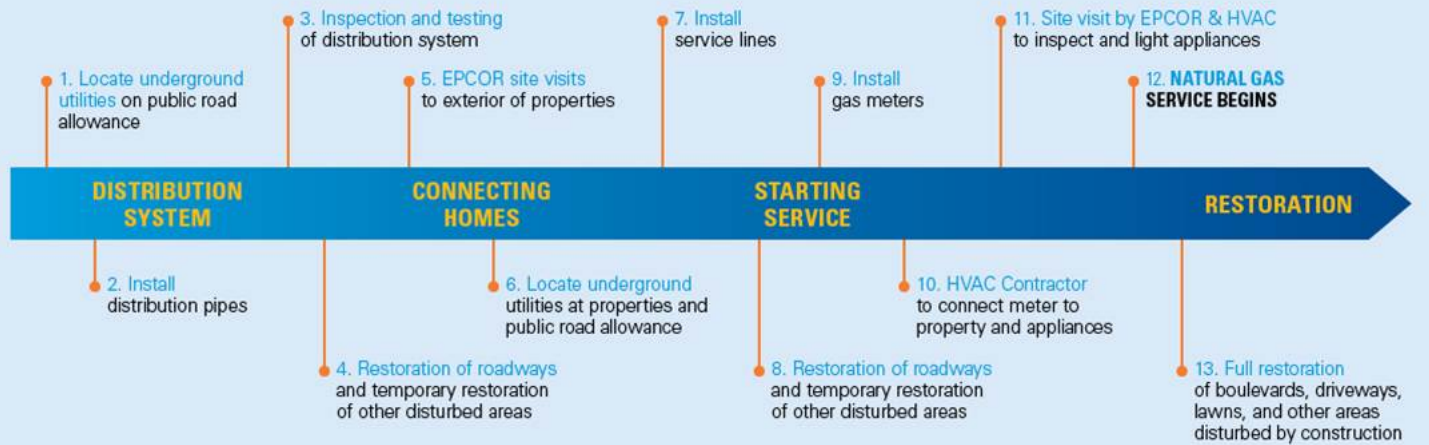 1. Locate underground
utilities on public road
allowance
2. Install
distribution pipes
3. Inspection and testing
of distribution system
4. Restoration of roadways
and temporary restoration
of other disturbed areas
5. EPCOR site visits
to exterior of properties
6. Locate underground
utilities at properties and
public road allowance
7. Install
service lines
8. Restoration of roadways
and temporary restoration
of other disturbed areas
9. Install
gas meters
10. HVAC Contractor
to connect meter to
property and appliances
11. Site visit by EPCOR & HVAC
to inspect and light appliances
12. NATURAL GAS
SERVICE BEGINS
13. Full restoration
of boulevards, driveways,
lawns, and other areas
disturbed by construction
DISTRIBUTION
SYSTEM
CONNECTING
HOMES
STARTING
SERVICE
RESTORATION